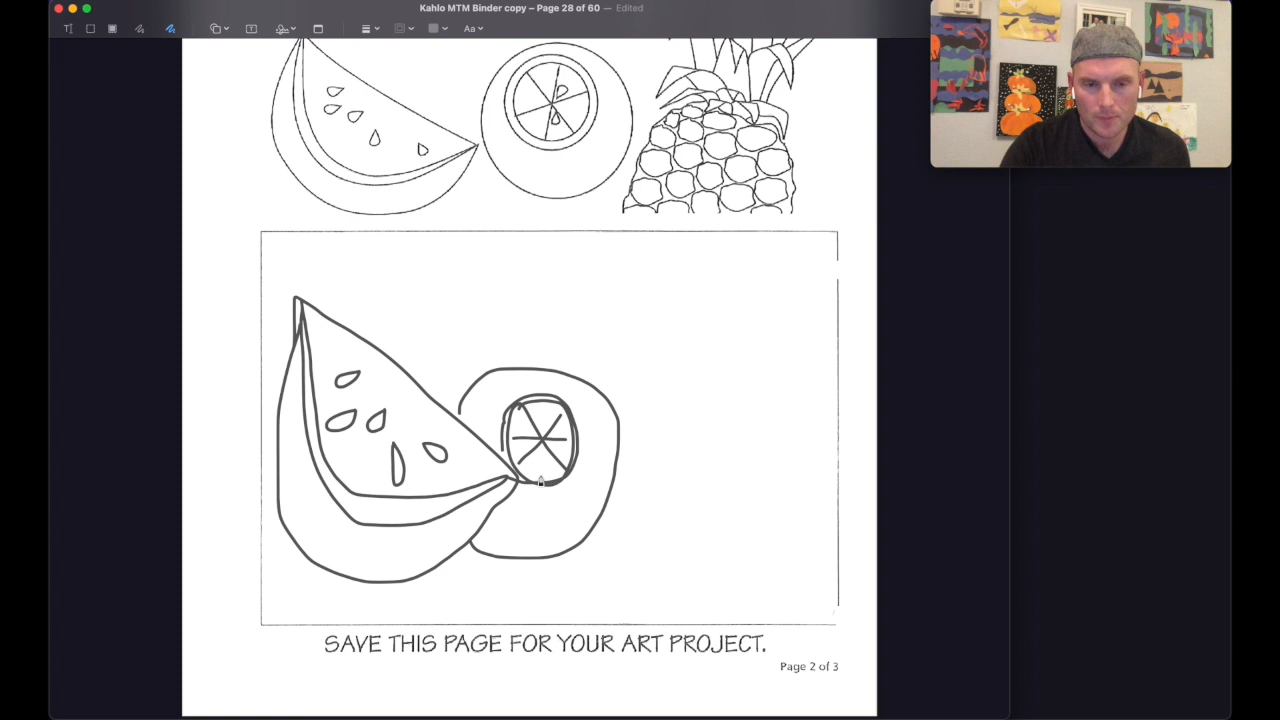 Kahlo MTM Binder copy – Page 28 of 60 — Edited
Aa
SAVE THIS PAGE FOR YOUR ART PROJECT.
Page 2 of 3